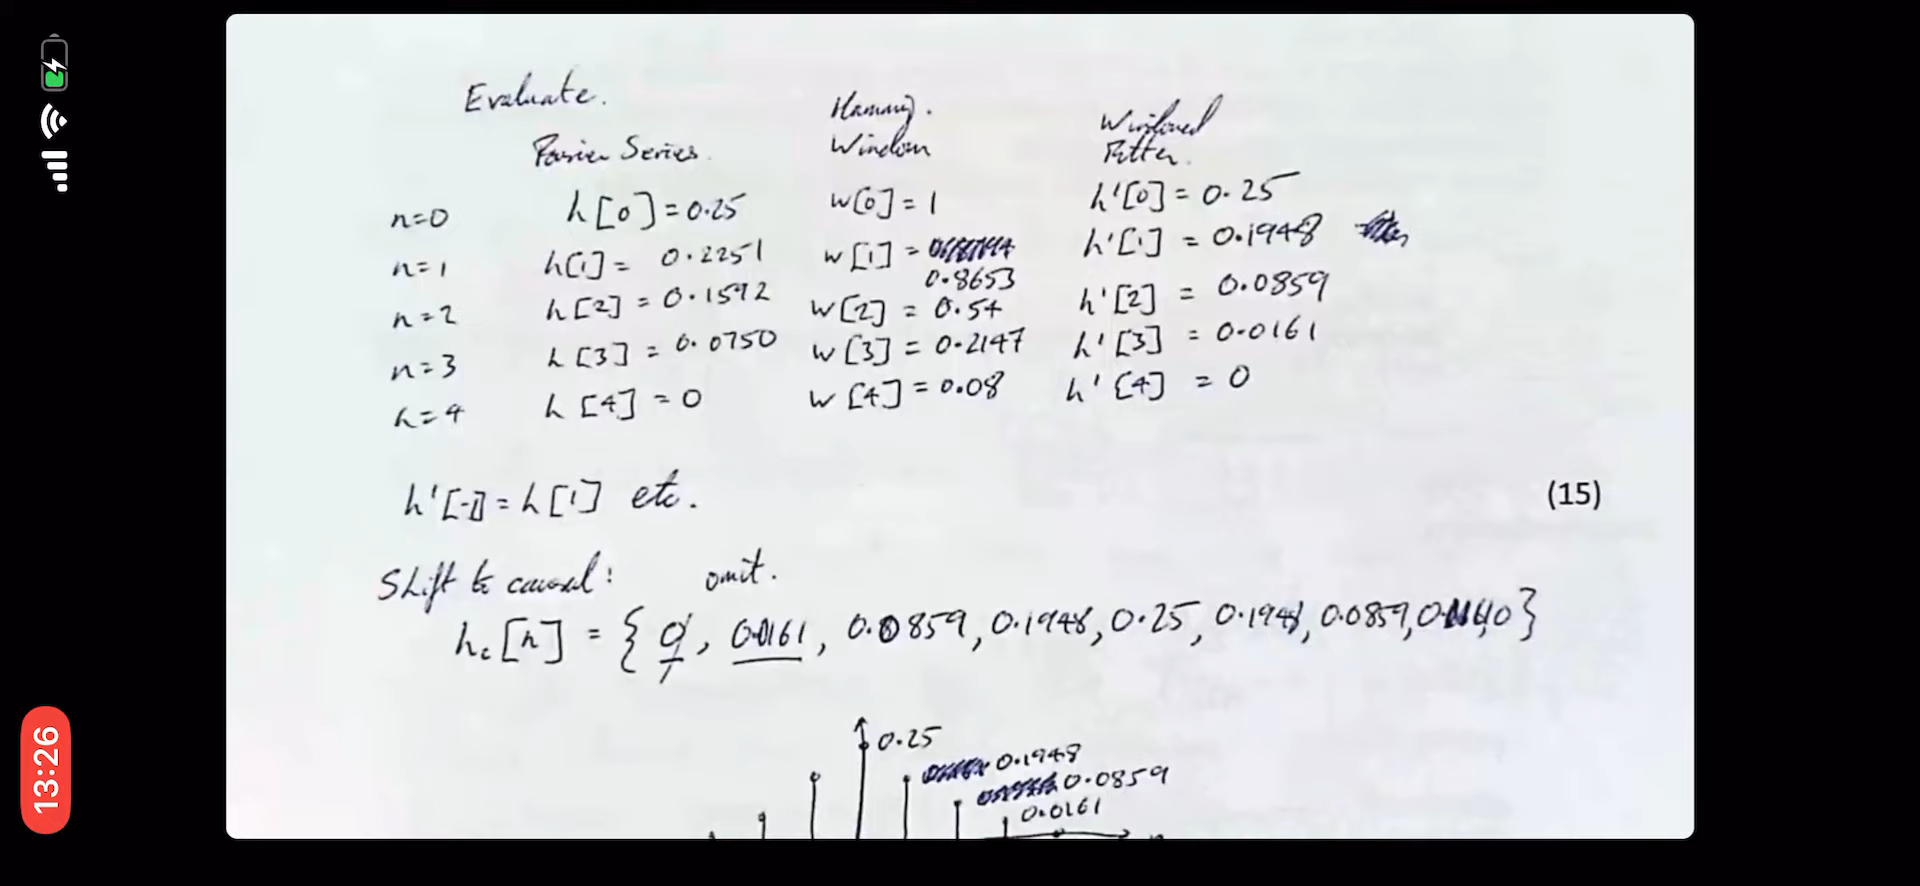 Evaluate.
Fourier Series.
Hamming.
Window
Windowed
Filter.
n=0 h[0]=0.25 w[0]=1 h'[0]=0.25
n=1 h[1]= 0.2251 w[1]= 0.8653 h'[1] = 0.1948
n=2 h[2]=0.1592 w[2] = 0.54 h'[2] = 0.0859
n=3 h[3] = 0.0750 w[3] = 0.2147 h'[3] = 0.0161
n=4 h[4]=0 w[4]=0.08 h'[4] = 0
h'[-1]=h[1] etc.
(15)
Shift to causal: omit.
hc[n] = { 0, 0.0161, 0.0859, 0.1948, 0.25, 0.1948, 0.0859, 0 }
0.25
0.1948
0.0859
0.0161
13:26